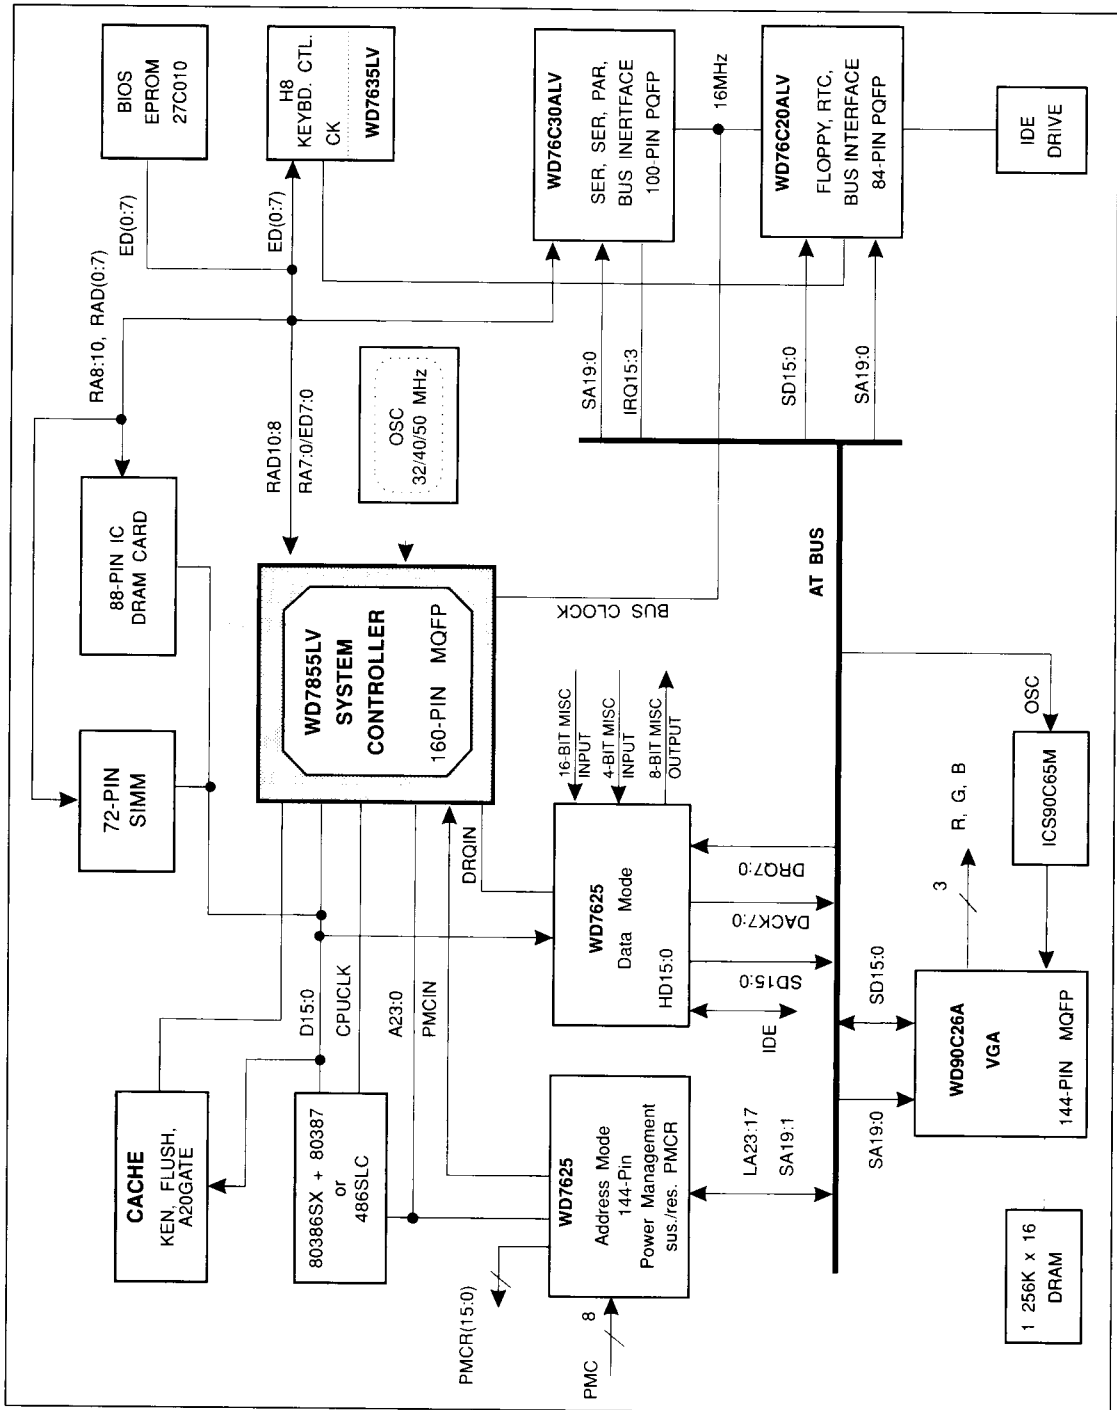 BIOS
EPROM
27C010
H8
KEYBD. CTL.
CK
WD7635LV
WD76C30ALV
SER, SER, PAR,
BUS INERTFACE
100-PIN PQFP
16MHz
WD76C20ALV
FLOPPY, RTC,
BUS INTERFACE
84-PIN PQFP
IDE
DRIVE
ED(0:7)
ED(0:7)
RA8:10, RAD(0:7)
RAD10:8
RA7:0/ED7:0
OSC
32/40/50 MHz
SA19:0
IRQ15:3
SD15:0
SA19:0
88-PIN IC
DRAM CARD
72-PIN
SIMM
WD7855LV
SYSTEM
CONTROLLER
160-PIN MQFP
BUS CLOCK
AT BUS
16-BIT MISC
INPUT
4-BIT MISC
INPUT
8-BIT MISC
OUTPUT
OSC
ICS90C65M
R, G, B
3
DRQIN
WD7625
Data Mode
HD15:0
DRQ7:0
DACK7:0
SD15:0
IDE
D15:0
CPUCLK
A23:0
PMCIN
CACHE
KEN, FLUSH,
A20GATE
80386SX + 80387
or
486SLC
WD7625
Address Mode
144-Pin
Power Management
sus./res. PMCR
LA23:17
SA19:1
PMCR(15:0)
PMC
8
SD15:0
SA19:0
WD90C26A
VGA
144-PIN MQFP
1 256K x 16
DRAM